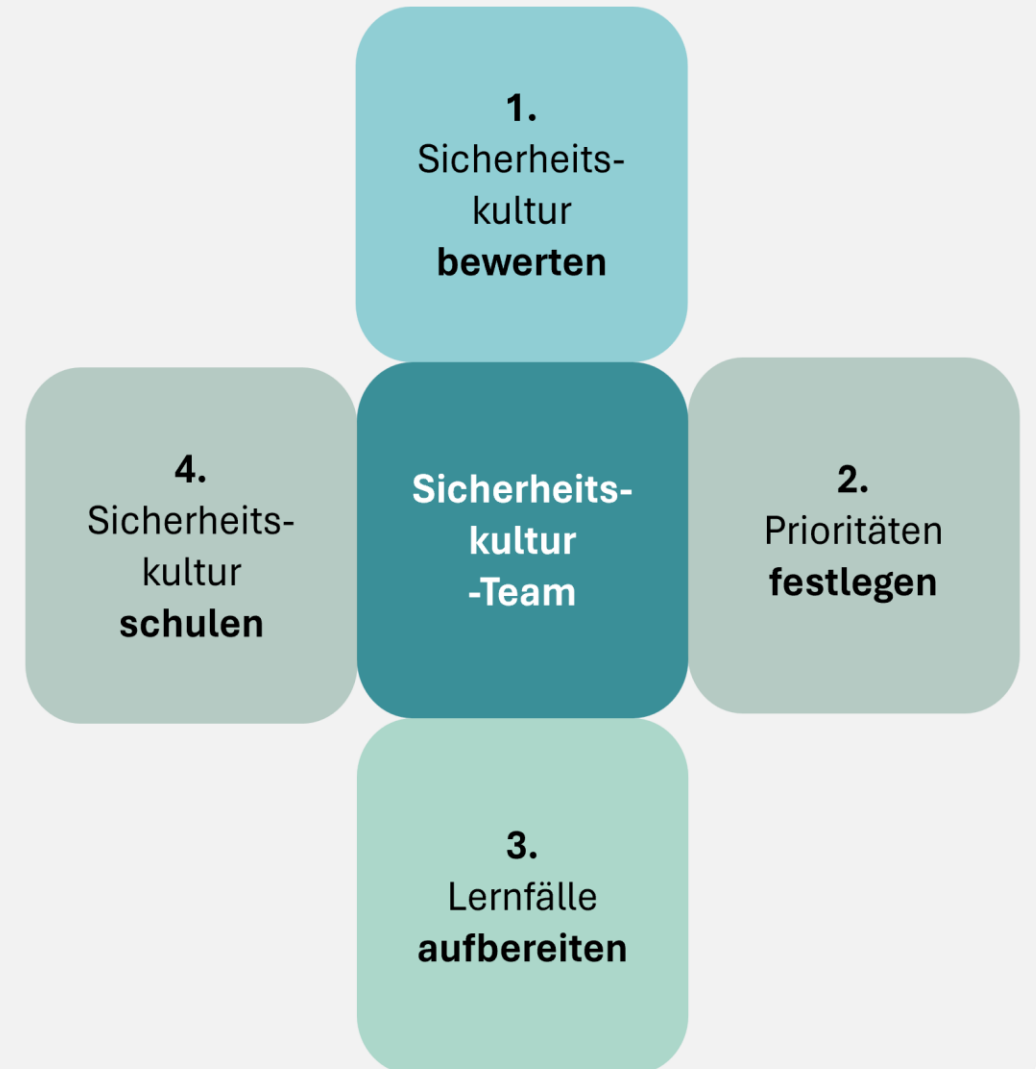 1.
Sicherheits-
kultur
bewerten
Sicherheits-
kultur
-Team
2.
Prioritäten
festlegen
3.
Lernfälle
aufbereiten
4.
Sicherheits-
kultur
schulen